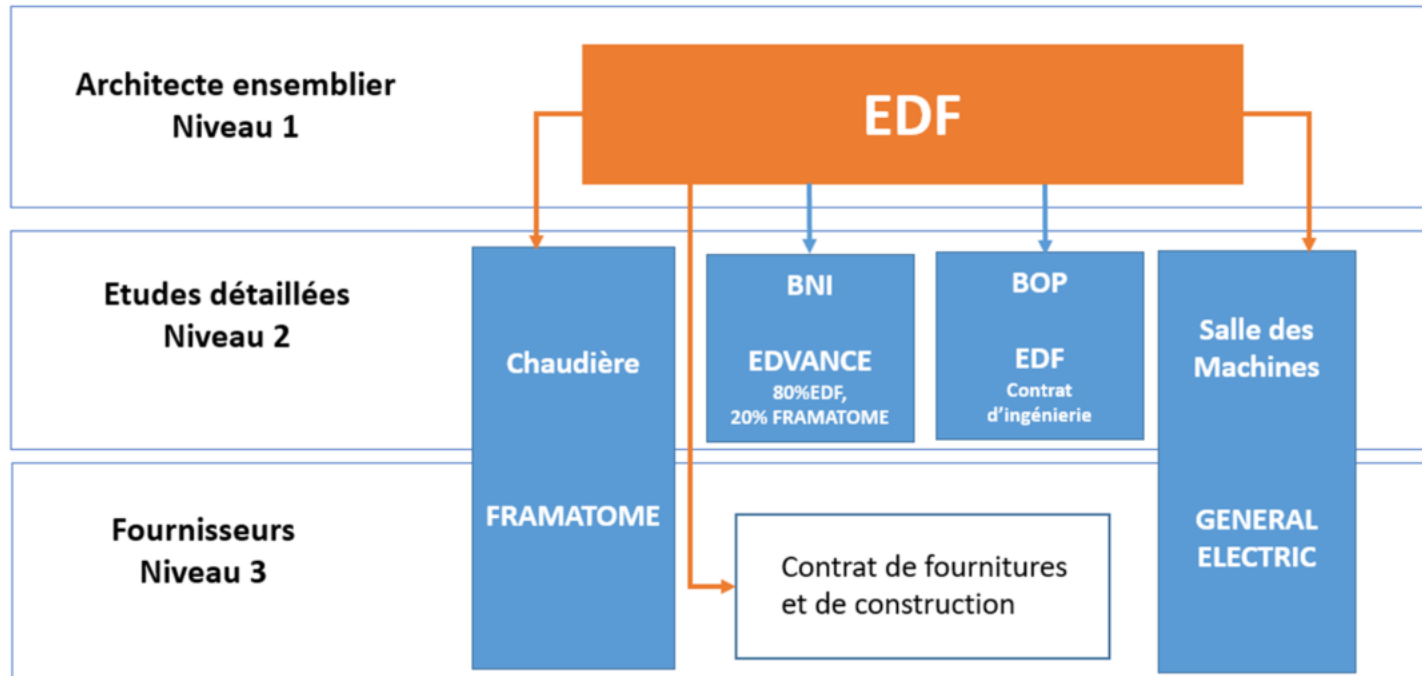 Architecte ensemblier
Niveau 1
EDF
Etudes détaillées
Niveau 2
Chaudière
FRAMATOME
BNI
EDVANCE
80%EDF,
20% FRAMATOME
BOP
EDF
Contrat
d’ingénierie
Salle des
Machines
GENERAL
ELECTRIC
Fournisseurs
Niveau 3
Contrat de fournitures
et de construction